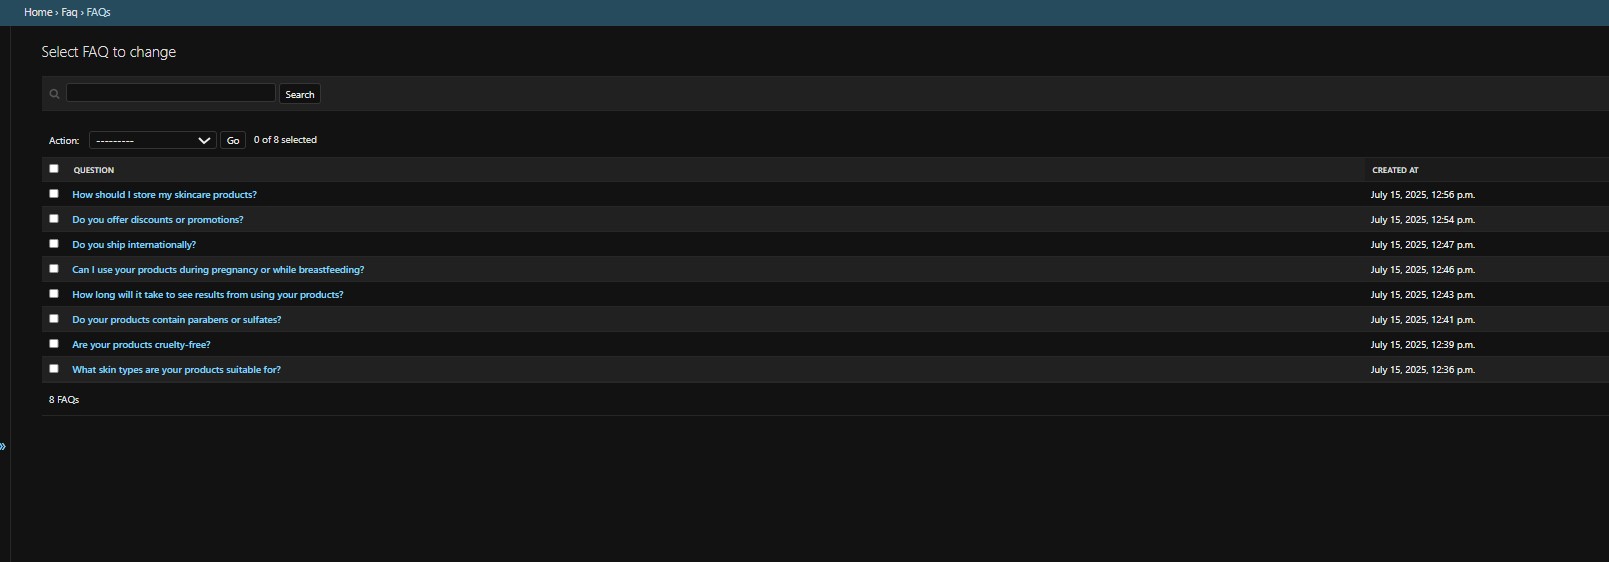 Home › Faq › FAQs
Select FAQ to change
Search
Action: --------- Go 0 of 8 selected
QUESTION CREATED AT
How should I store my skincare products? July 15, 2025, 12:56 p.m.
Do you offer discounts or promotions? July 15, 2025, 12:54 p.m.
Do you ship internationally? July 15, 2025, 12:47 p.m.
Can I use your products during pregnancy or while breastfeeding? July 15, 2025, 12:46 p.m.
How long will it take to see results from using your products? July 15, 2025, 12:43 p.m.
Do your products contain parabens or sulfates? July 15, 2025, 12:41 p.m.
Are your products cruelty-free? July 15, 2025, 12:39 p.m.
What skin types are your products suitable for? July 15, 2025, 12:36 p.m.
8 FAQs
»